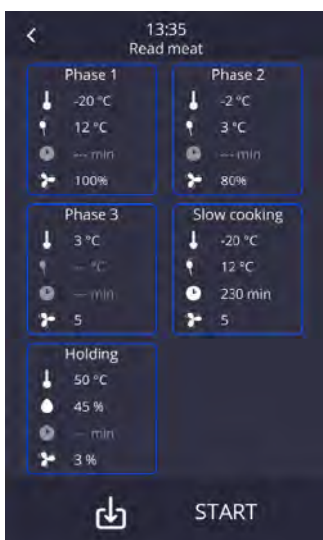 13:35
Read meat
Phase 1
-20 °C
12 °C
--- min
100%
Phase 2
-2 °C
3 °C
--- min
80%
Phase 3
3 °C
-- °C
--- min
5
Slow cooking
-20 °C
12 °C
230 min
5
Holding
50 °C
45 %
--- min
3 %
START